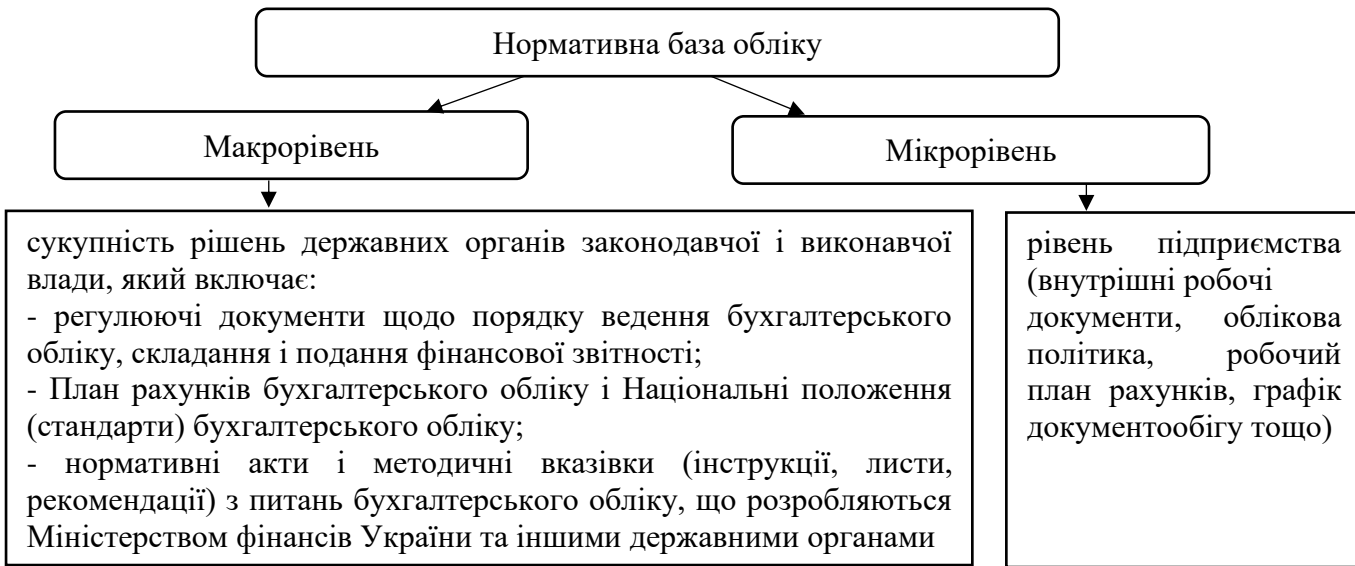 Нормативна база обліку
Макрорівень
Мікрорівень
сукупність рішень державних органів законодавчої і виконавчої
влади, який включає:
- регулюючі документи щодо порядку ведення бухгалтерського
обліку, складання і подання фінансової звітності;
- План рахунків бухгалтерського обліку і Національні положення
(стандарти) бухгалтерського обліку;
- нормативні акти і методичні вказівки (інструкції, листи,
рекомендації) з питань бухгалтерського обліку, що розробляються
Міністерством фінансів України та іншими державними органами
рівень підприємства
(внутрішні робочі
документи, облікова
політика, робочий
план рахунків, графік
документообігу тощо)